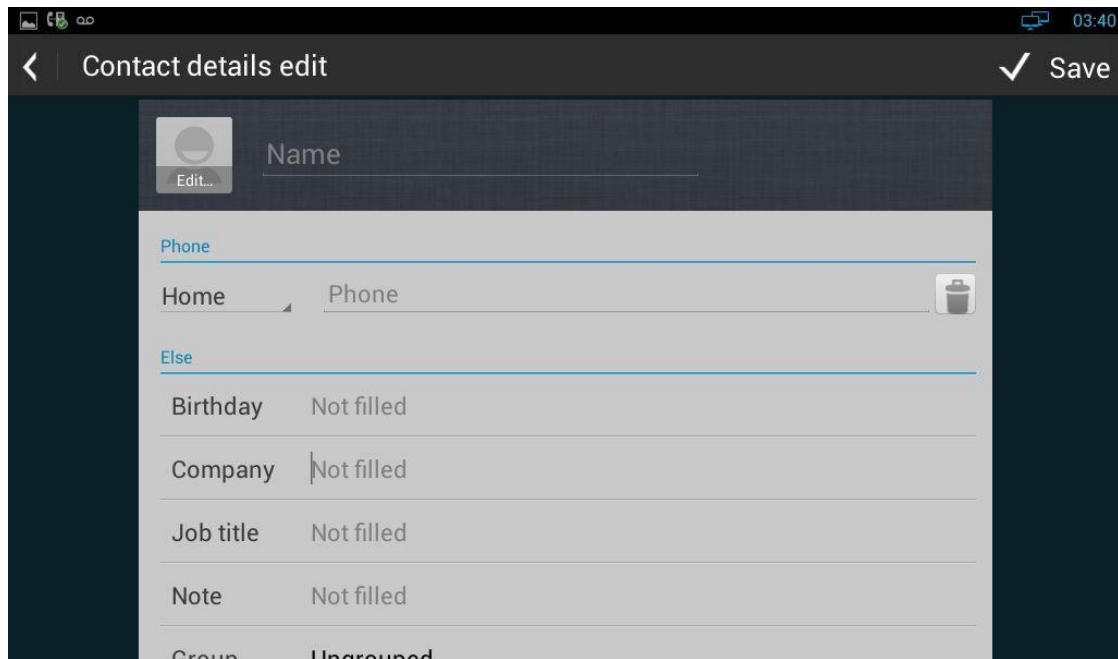 03:40
Contact details edit
Save
Name
Edit...
Phone
Home Phone
Else
Birthday Not filled
Company Not filled
Job title Not filled
Note Not filled
Group Ungrouped